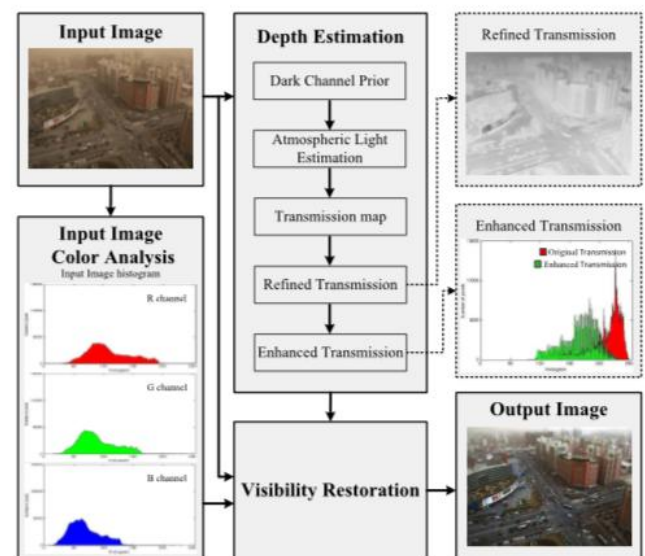 Input Image
Depth Estimation
Dark Channel Prior
Atmospheric Light
Estimation
Transmission map
Refined Transmission
Enhanced Transmission
Refined Transmission
Enhanced Transmission
Original Transmission
Enhanced Transmission
Input Image
Color Analysis
Input Image histogram
R channel
G channel
B channel
Visibility Restoration
Output Image